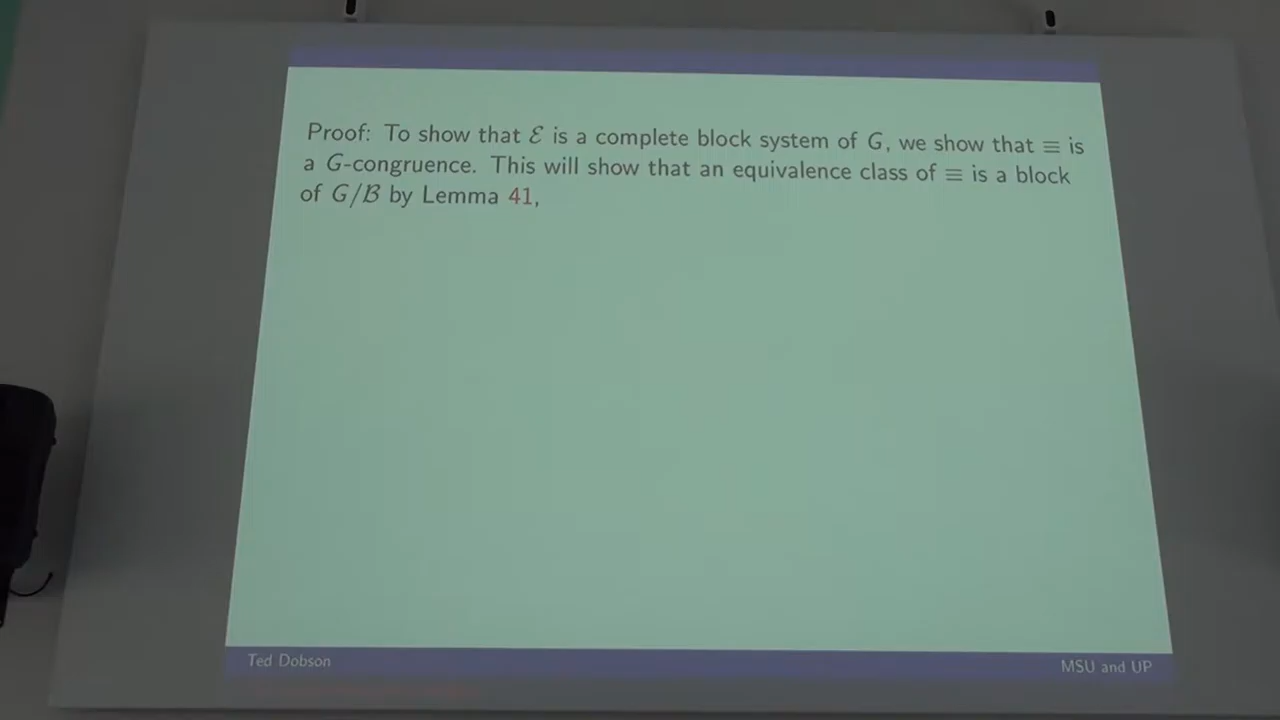 Proof: To show that ℰ is a complete block system of G, we show that ≡ is
a G-congruence. This will show that an equivalence class of ≡ is a block
of G/ℬ by Lemma 41,
Ted Dobson
MSU and UP